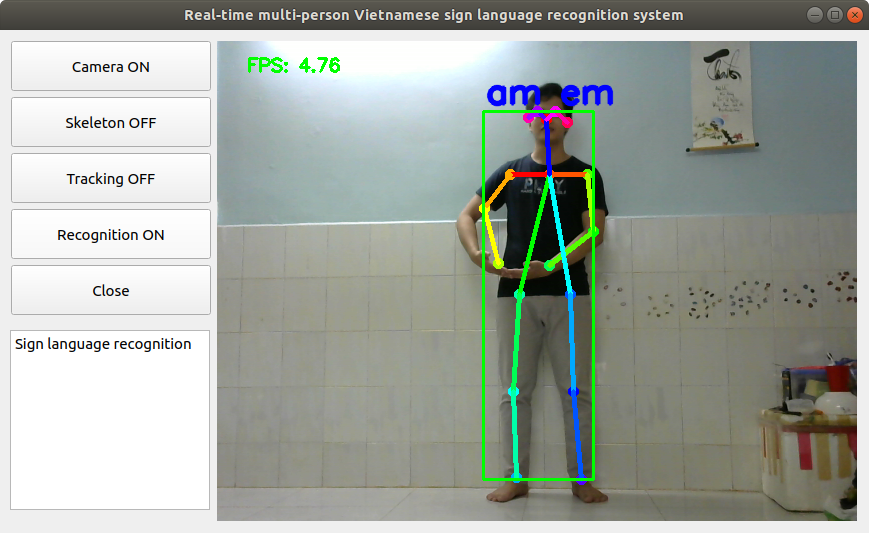 Real-time multi-person Vietnamese sign language recognition system
Camera ON
Skeleton OFF
Tracking OFF
Recognition ON
Close
Sign language recognition
FPS: 4.76
am em
PLAY